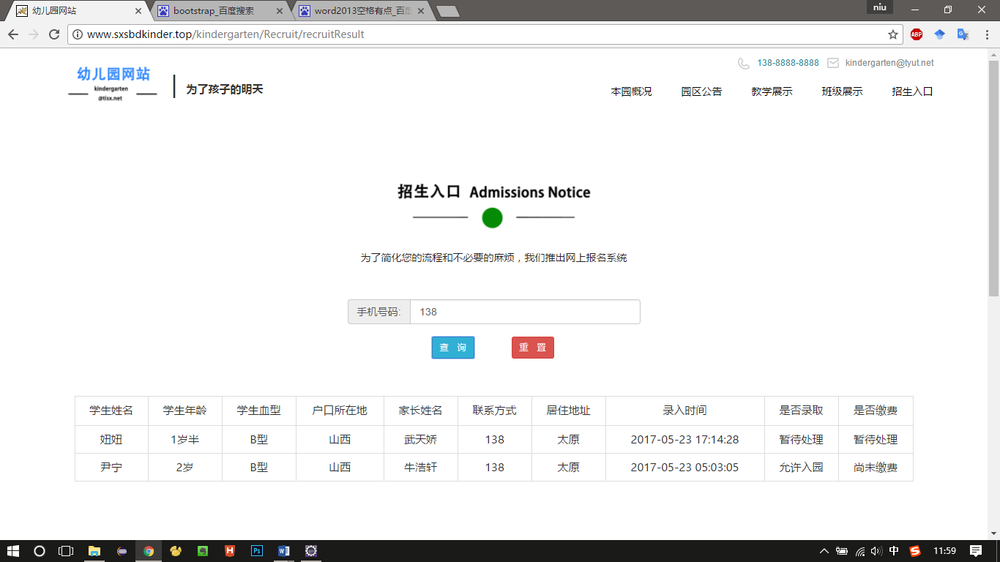 幼儿园网站
bootstrap_百度搜索
word2013空格有点_百度
niu
www.sxsbdkinder.top/kindergarten/Recruit/recruitResult
ABP
138-8888-8888 kindergarten@tyut.net
幼儿园网站
kindergarten
@tisx.net
为了孩子的明天
本园概况 园区公告 教学展示 班级展示 招生入口
招生入口 Admissions Notice
为了简化您的流程和不必要的麻烦，我们推出网上报名系统
手机号码: 138
查 询 重 置
学生姓名 学生年龄 学生血型 户口所在地 家长姓名 联系方式 居住地址 录入时间 是否录取 是否缴费
妞妞 1岁半 B型 山西 武天娇 138 太原 2017-05-23 17:14:28 暂待处理 暂待处理
尹宁 2岁 B型 山西 牛浩轩 138 太原 2017-05-23 05:03:05 允许入园 尚未缴费
中 11:59